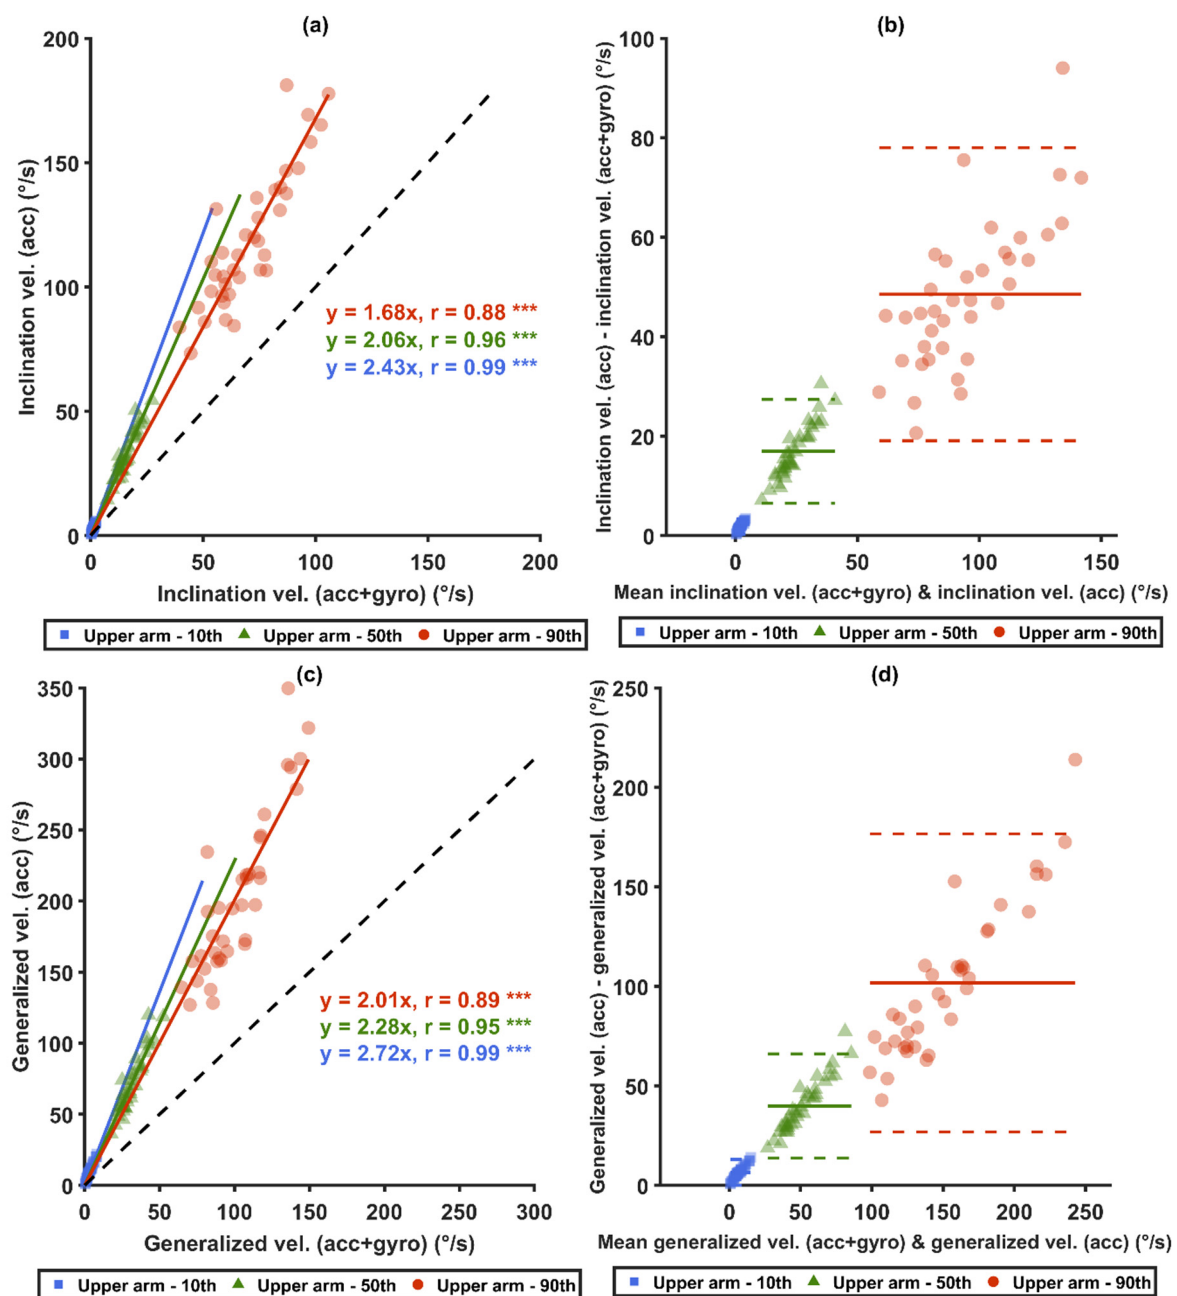 (a)
200
150
100
50
0
Inclination vel. (acc) (°/s)
y = 1.68x, r = 0.88 ***
y = 2.06x, r = 0.96 ***
y = 2.43x, r = 0.99 ***
0 50 100 150 200
Inclination vel. (acc+gyro) (°/s)
Upper arm - 10th Upper arm - 50th Upper arm - 90th
(b)
100
80
60
40
20
0
Inclination vel. (acc) - inclination vel. (acc+gyro) (°/s)
0 50 100 150
Mean inclination vel. (acc+gyro) & inclination vel. (acc) (°/s)
Upper arm - 10th Upper arm - 50th Upper arm - 90th
(c)
350
300
250
200
150
100
50
0
Generalized vel. (acc) (°/s)
y = 2.01x, r = 0.89 ***
y = 2.28x, r = 0.95 ***
y = 2.72x, r = 0.99 ***
0 50 100 150 200 250 300
Generalized vel. (acc+gyro) (°/s)
Upper arm - 10th Upper arm - 50th Upper arm - 90th
(d)
250
200
150
100
50
0
Generalized vel. (acc) - generalized vel. (acc+gyro) (°/s)
0 50 100 150 200 250
Mean generalized vel. (acc+gyro) & generalized vel. (acc) (°/s)
Upper arm - 10th Upper arm - 50th Upper arm - 90th